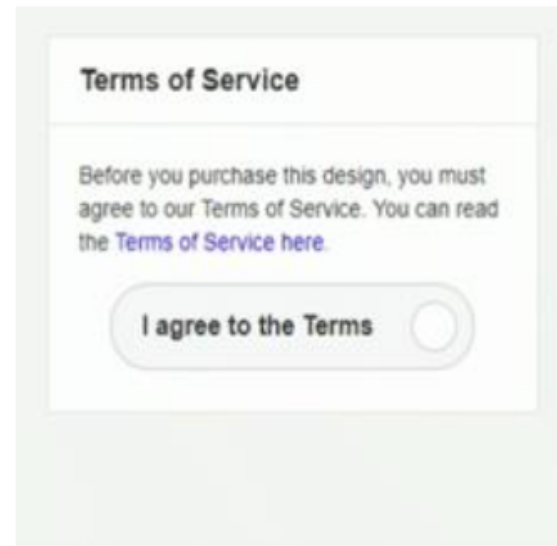 Terms of Service
Before you purchase this design, you must
agree to our Terms of Service. You can read
the Terms of Service here.
I agree to the Terms